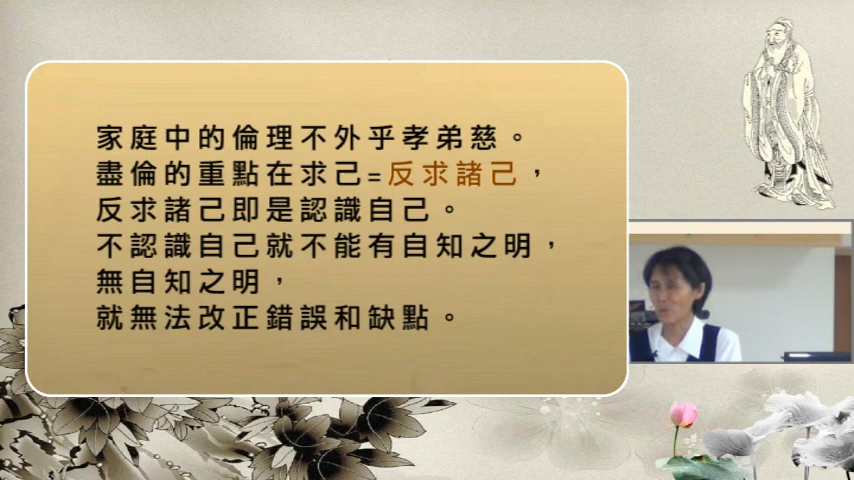 家庭中的倫理不外乎孝弟慈。
盡倫的重點在求己=反求諸己，
反求諸己即是認識自己。
不認識自己就不能有自知之明，
無自知之明，
就無法改正錯誤和缺點。